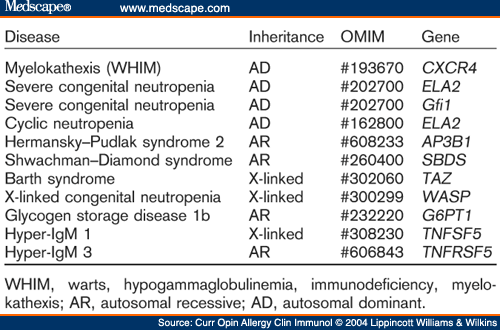 Medscape® www.medscape.com
Disease Inheritance OMIM Gene
Myelokathexis (WHIM) AD #193670 CXCR4
Severe congenital neutropenia AD #202700 ELA2
Severe congenital neutropenia AD #202700 Gfi1
Cyclic neutropenia AD #162800 ELA2
Hermansky–Pudlak syndrome 2 AR #608233 AP3B1
Shwachman–Diamond syndrome AR #260400 SBDS
Barth syndrome X-linked #302060 TAZ
X-linked congenital neutropenia X-linked #300299 WASP
Glycogen storage disease 1b AR #232220 G6PT1
Hyper-IgM 1 X-linked #308230 TNFSF5
Hyper-IgM 3 AR #606843 TNFRSF5
WHIM, warts, hypogammaglobulinemia, immunodeficiency, myelo-
kathexis; AR, autosomal recessive; AD, autosomal dominant.
Source: Curr Opin Allergy Clin Immunol © 2004 Lippincott Williams & Wilkins